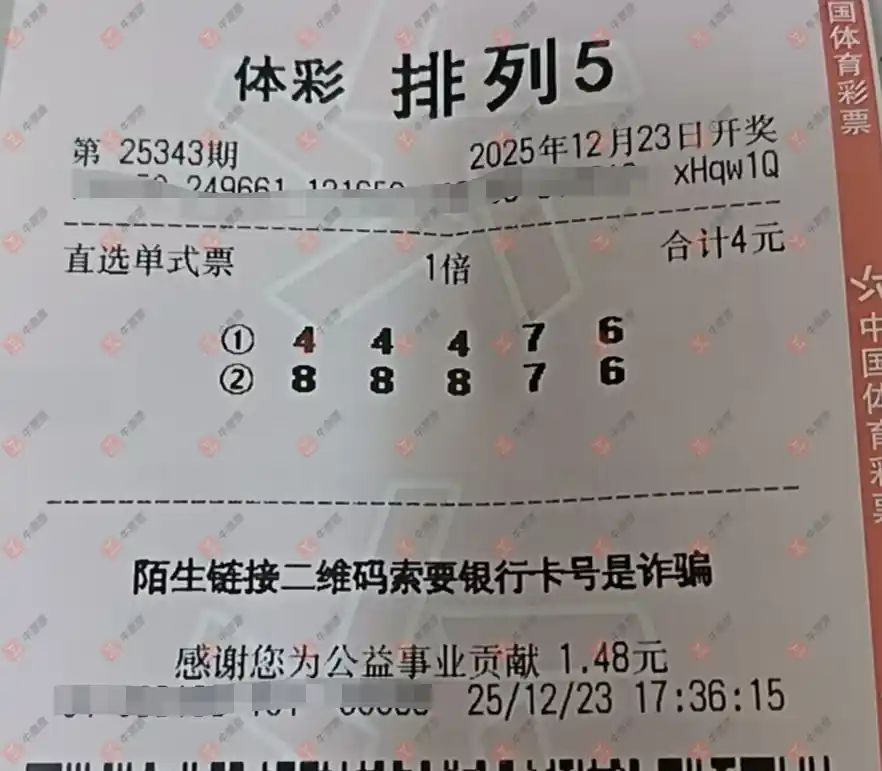 体彩 排列5
第 25343期 2025年12月23日开奖
249661 xHqw1Q
直选单式票 1倍 合计4元
① 4 4 4 7 6
② 8 8 8 7 6
陌生链接二维码索要银行卡号是诈骗
感谢您为公益事业贡献 1.48元
25/12/23 17:36:15
国体育彩票
中国体育彩票